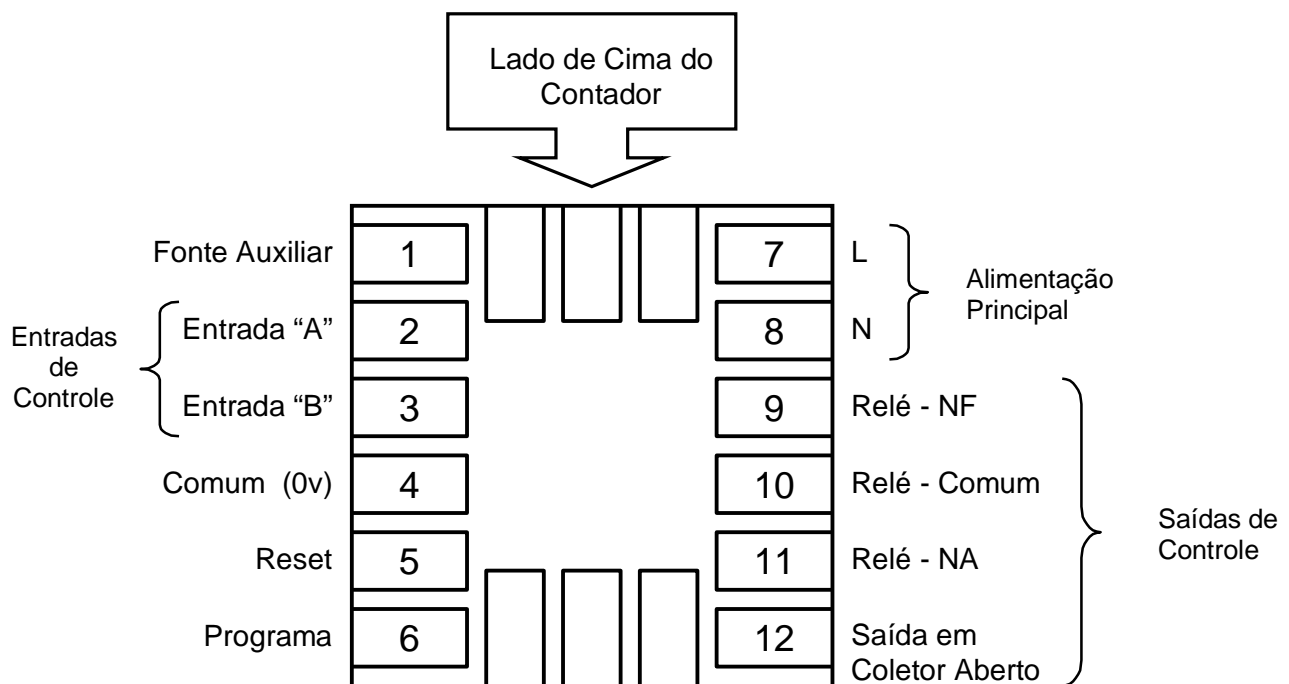 Lado de Cima do
Contador
Fonte Auxiliar
1
7
L
Alimentação
Principal
Entradas
de
Controle
Entrada “A”
2
8
N
Entrada “B”
3
9
Relé - NF
Comum (0v)
4
10
Relé - Comum
Saídas de
Controle
Reset
5
11
Relé - NA
Programa
6
12
Saída em
Coletor Aberto